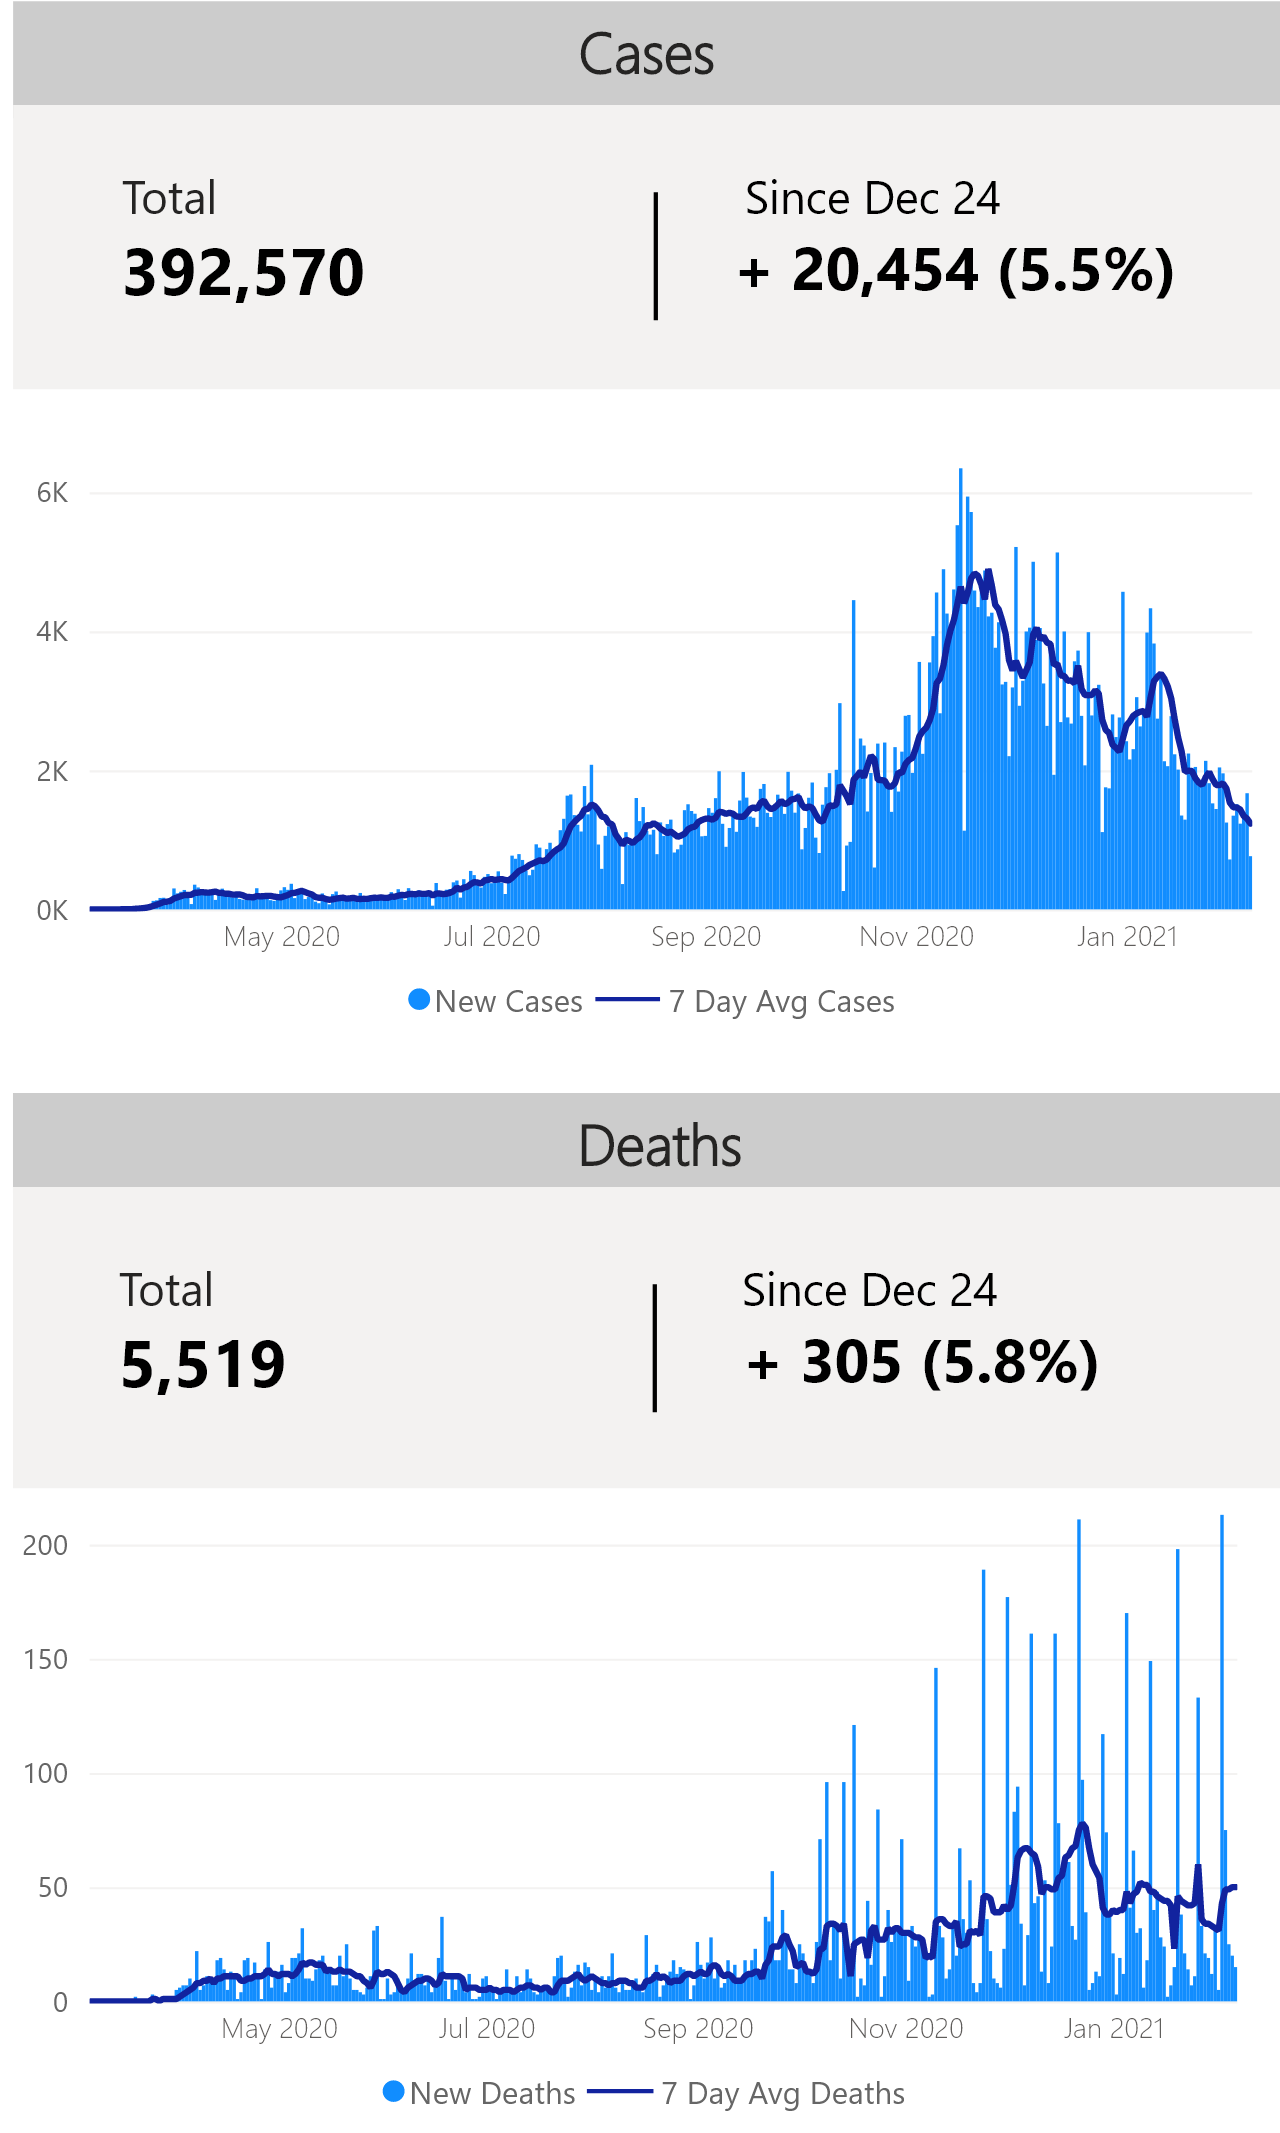 Cases
Total
Since Dec 24
392,570
+ 20,454 (5.5%)
6K
4K
2K
0K
May 2020
Jul 2020
Sep 2020
Nov 2020
Jan 2021
New Cases
7 Day Avg Cases
Deaths
Total
Since Dec 24
5,519
+ 305 (5.8%)
200
150
100
50
0
May 2020
Jul 2020
Sep 2020
Nov 2020
Jan 2021
New Deaths
7 Day Avg Deaths